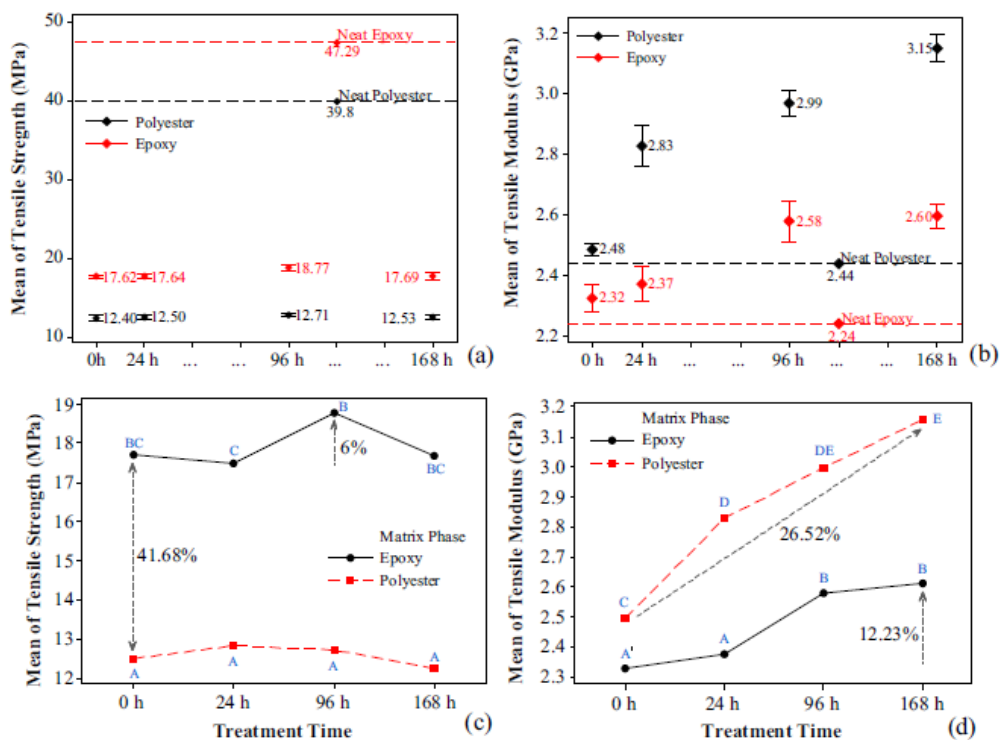 Mean of Tensile Stregnth (MPa)
50
40
30
20
10
Neat Epoxy
47.29
Neat Polyester
39.8
Polyester
Epoxy
17.62
17.64
18.77
17.69
12.40
12.50
12.71
12.53
0h 24 h ... ... 96 h ... ... 168 h
(a)
Mean of Tensile Modulus (GPa)
3.2
3.0
2.8
2.6
2.4
2.2
Polyester
Epoxy
3.15
2.99
2.83
2.58
2.60
2.48
2.37
2.32
Neat Polyester
2.44
Neat Epoxy
2.24
0 h 24 h ... ... 96 h ... ... 168 h
(b)
Mean of Tensile Strength (MPa)
19
18
17
16
15
14
13
12
BC
C
B
BC
6%
41.68%
Matrix Phase
Epoxy
Polyester
A
A
A
A
0 h 24 h 96 h 168 h
Treatment Time
(c)
Mean of Tensile Modulus (GPa)
3.2
3.1
3.0
2.9
2.8
2.7
2.6
2.5
2.4
2.3
Matrix Phase
Epoxy
Polyester
E
DE
D
26.52%
C
B
B
A
A
12.23%
0 h 24 h 96 h 168 h
Treatment Time
(d)